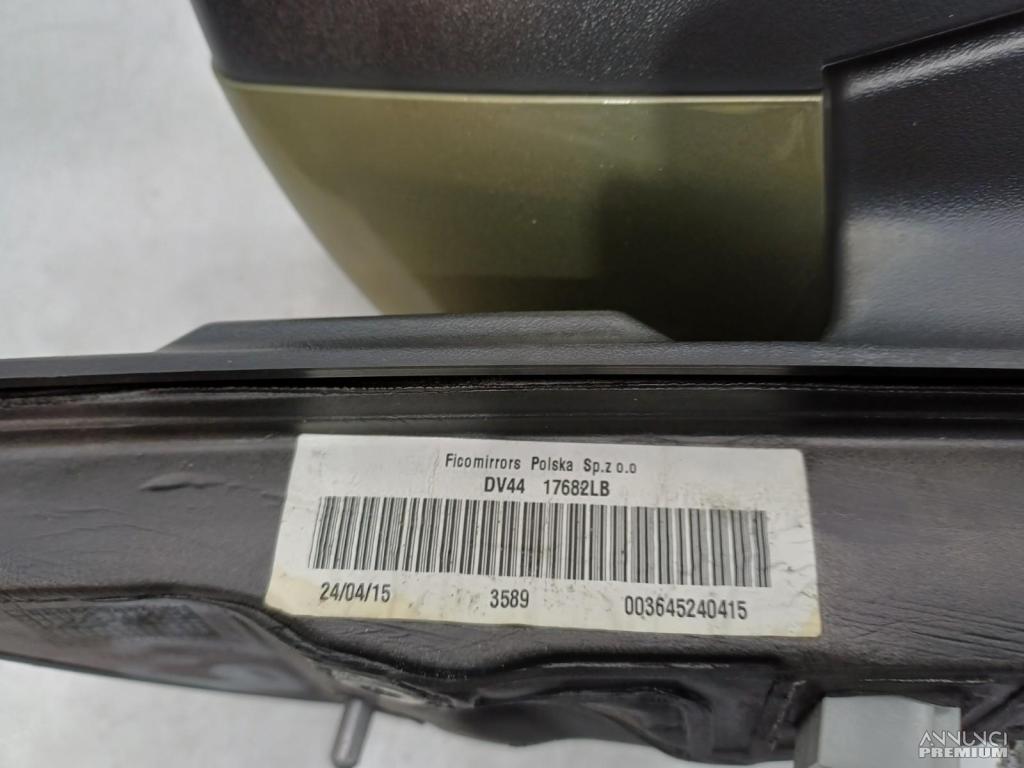 Ficomirrors Polska Sp.z o.o
DV44 17682LB
24/04/15 3589 003645240415
ANNUNCI
PREMIUM